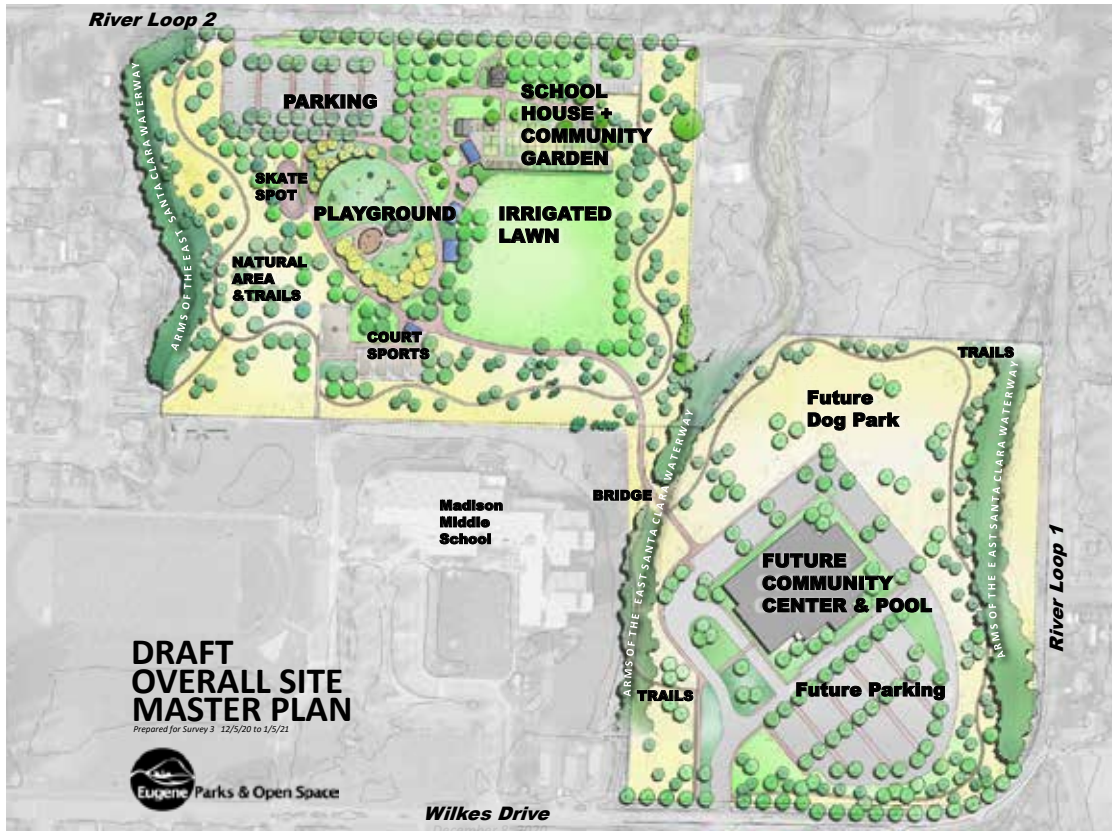 River Loop 2
PARKING
SCHOOL
HOUSE +
COMMUNITY
GARDEN
SKATE
SPOT
PLAYGROUND
IRRIGATED
LAWN
NATURAL
AREA
&TRAILS
COURT
SPORTS
ARMS OF THE EAST SANTA CLARA WATERWAY
TRAILS
Future
Dog Park
BRIDGE
ARMS OF THE EAST SANTA CLARA WATERWAY
Madison
Middle
School
FUTURE
COMMUNITY
CENTER & POOL
ARMS OF THE EAST SANTA CLARA WATERWAY
River Loop 1
TRAILS
Future Parking
DRAFT
OVERALL SITE
MASTER PLAN
Prepared for Survey 3 12/5/20 to 1/5/21
Eugene Parks & Open Space
Wilkes Drive